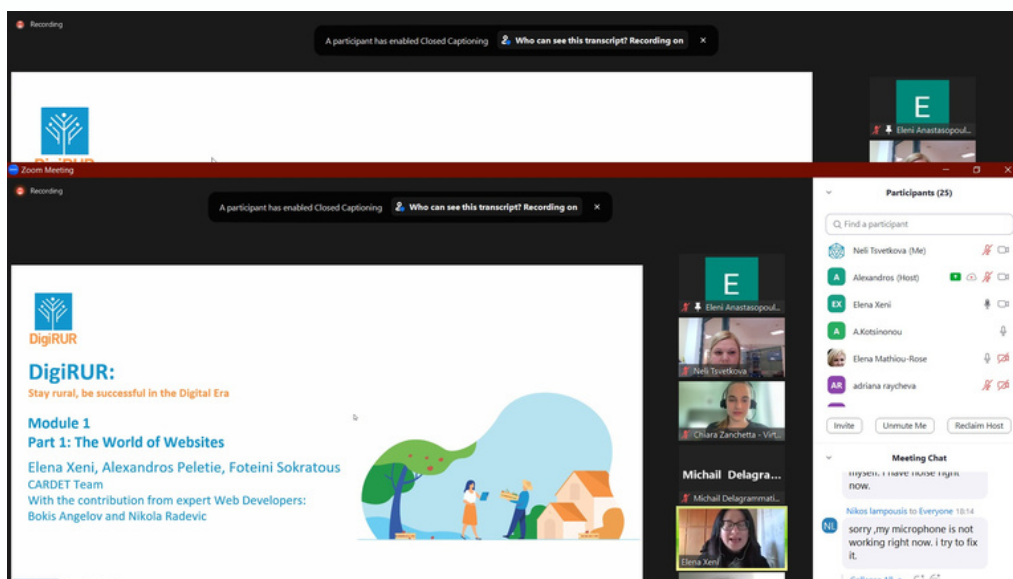 Recording
A participant has enabled Closed Captioning Who can see this transcript? Recording on ×
E
Eleni Anastasopoul...
DigiRUR
Zoom Meeting
Recording
A participant has enabled Closed Captioning Who can see this transcript? Recording on ×
DigiRUR
DigiRUR:
Stay rural, be successful in the Digital Era
Module 1
Part 1: The World of Websites
Elena Xeni, Alexandros Peletie, Foteini Sokratous
CARDET Team
With the contribution from expert Web Developers:
Bokis Angelov and Nikola Radevic
E
Eleni Anastasopoul...
Neli Tsvetkova
Chiara Zanchetta - Virt...
Michail Delagra...
Michail Delagrammati...
Elena Xeni
Participants (25)
Find a participant
Neli Tsvetkova (Me)
A Alexandros (Host)
EX Elena Xeni
A A.Kotsinonou
Elena Mathiou-Rose
AR adriana raycheva
Invite Unmute Me Reclaim Host
Meeting Chat
myself. I have noise right
now.
Nikos lampousis to Everyone 18:14
NL
sorry ,my microphone is not
working right now. i try to fix
it.